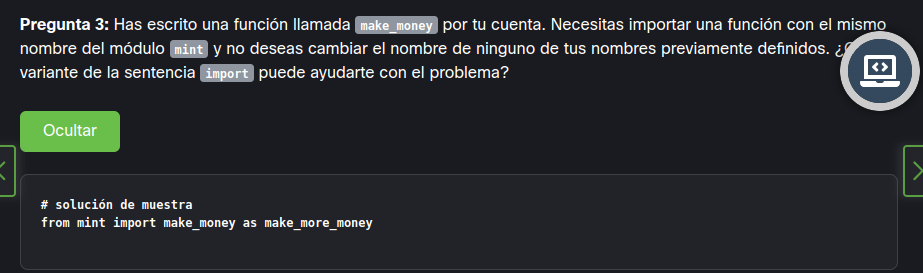 Pregunta 3: Has escrito una función llamada make_money por tu cuenta. Necesitas importar una función con el mismo
nombre del módulo mint y no deseas cambiar el nombre de ninguno de tus nombres previamente definidos.
variante de la sentencia import puede ayudarte con el problema?
Ocultar
# solución de muestra
from mint import make_money as make_more_money